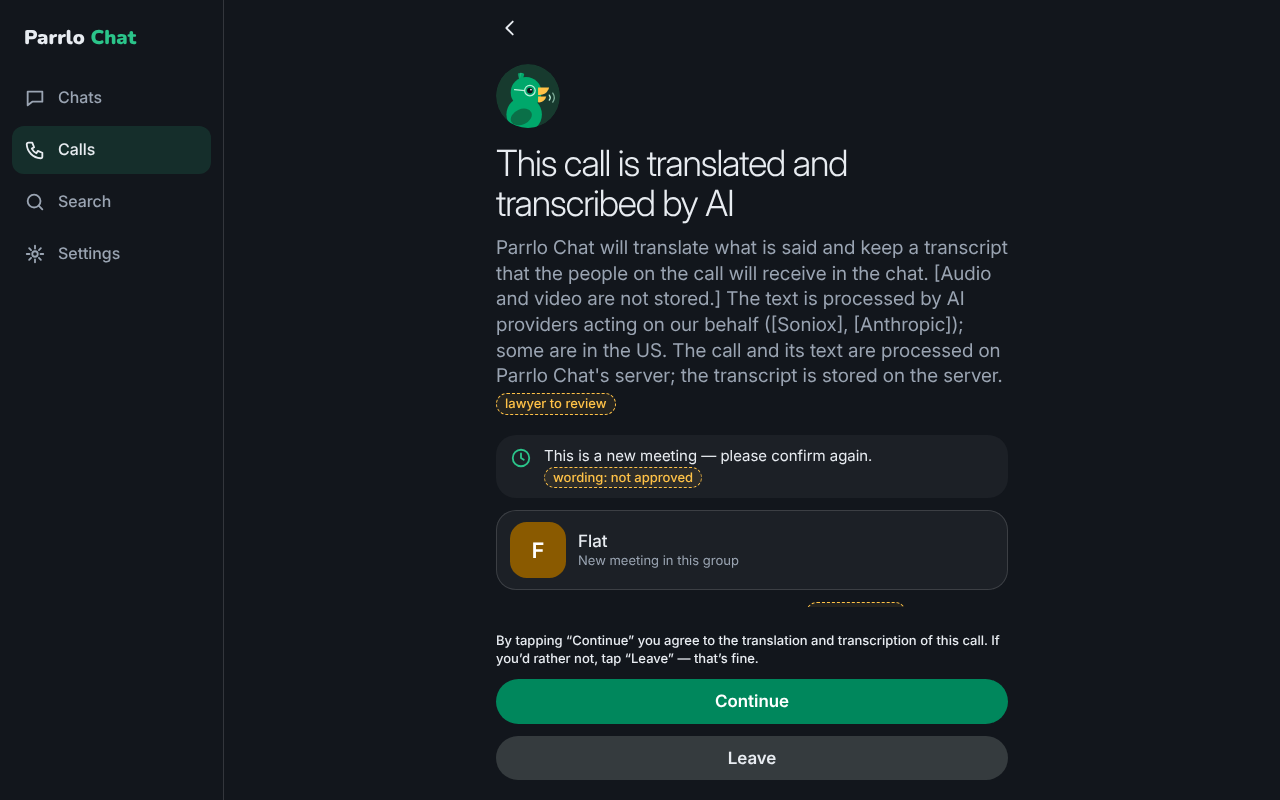 Parrlo Chat
Chats
Calls
Search
Settings
This call is translated and
transcribed by AI
Parrlo Chat will translate what is said and keep a transcript
that the people on the call will receive in the chat. [Audio
and video are not stored.] The text is processed by AI
providers acting on our behalf ([Soniox], [Anthropic]);
some are in the US. The call and its text are processed on
Parrlo Chat's server; the transcript is stored on the server.
lawyer to review
This is a new meeting — please confirm again.
wording: not approved
F
Flat
New meeting in this group
By tapping “Continue” you agree to the translation and transcription of this call. If
you’d rather not, tap “Leave” — that’s fine.
Continue
Leave